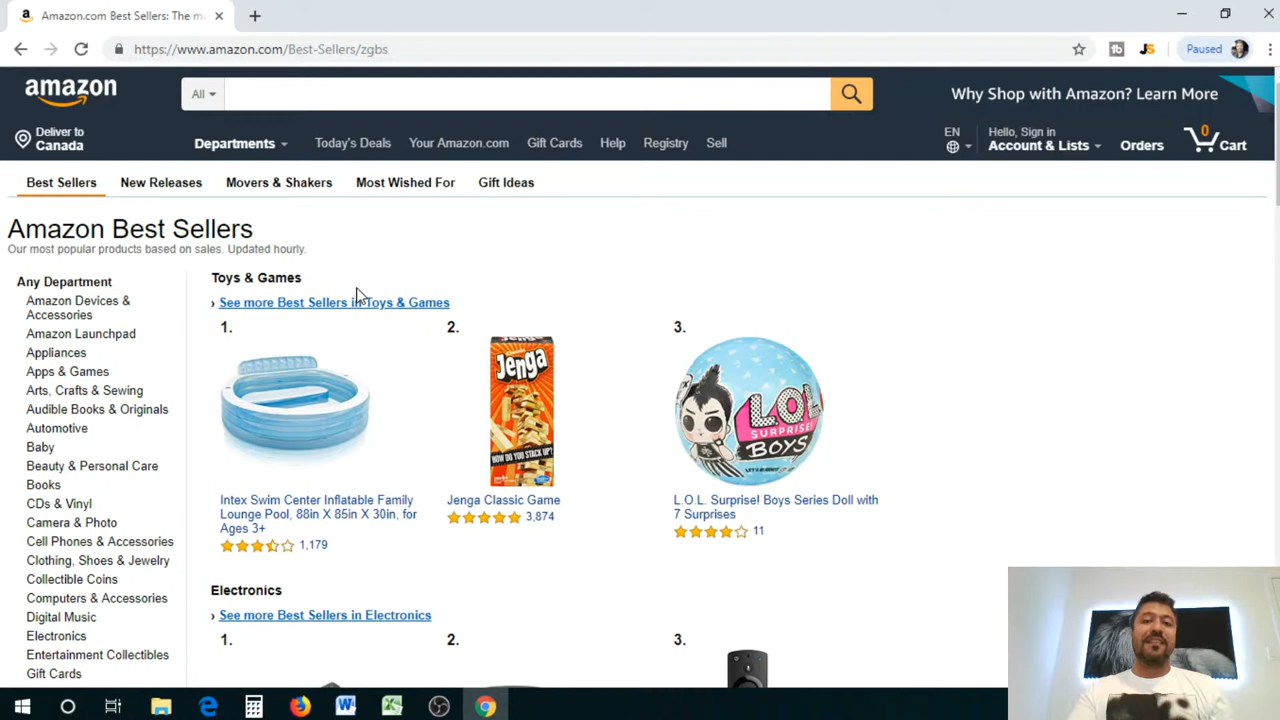 Amazon.com Best Sellers: The m
https://www.amazon.com/Best-Sellers/zgbs
Paused
amazon
All
Why Shop with Amazon? Learn More
Deliver to
Canada
Departments
Today's Deals
Your Amazon.com
Gift Cards
Help
Registry
Sell
EN
Hello, Sign in
Account & Lists
Orders
0
Cart
Best Sellers
New Releases
Movers & Shakers
Most Wished For
Gift Ideas
Amazon Best Sellers
Our most popular products based on sales. Updated hourly.
Any Department
Amazon Devices &
Accessories
Amazon Launchpad
Appliances
Apps & Games
Arts, Crafts & Sewing
Audible Books & Originals
Automotive
Baby
Beauty & Personal Care
Books
CDs & Vinyl
Camera & Photo
Cell Phones & Accessories
Clothing, Shoes & Jewelry
Collectible Coins
Computers & Accessories
Digital Music
Electronics
Entertainment Collectibles
Gift Cards
Toys & Games
› See more Best Sellers in Toys & Games
1.
Intex Swim Center Inflatable Family
Lounge Pool, 88in X 85in X 30in, for
Ages 3+
1,179
2.
Classic
Jenga
HOW DO YOU STACK UP?
Jenga Classic Game
3,874
3.
L.O.L.
SURPRISE!
BOYS
L.O.L. Surprise! Boys Series Doll with
7 Surprises
11
Electronics
› See more Best Sellers in Electronics
1.
2.
3.